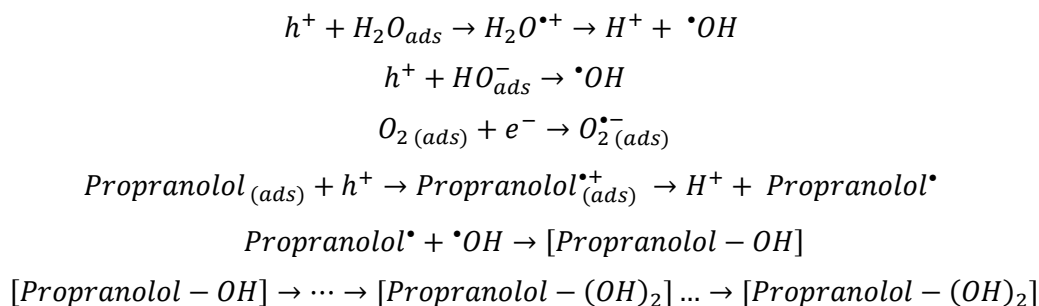 h⁺ + H₂O_ads → H₂O^•+ → H⁺ + ^•OH
h⁺ + HO⁻_ads → ^•OH
O₂ (ads) + e⁻ → O₂^•−(ads)
Propranolol (ads) + h⁺ → Propranolol^•+(ads) → H⁺ + Propranolol^•
Propranolol^• + ^•OH → [Propranolol − OH]
[Propranolol − OH] → ⋯ → [Propranolol − (OH)₂] … → [Propranolol − (OH)₂]